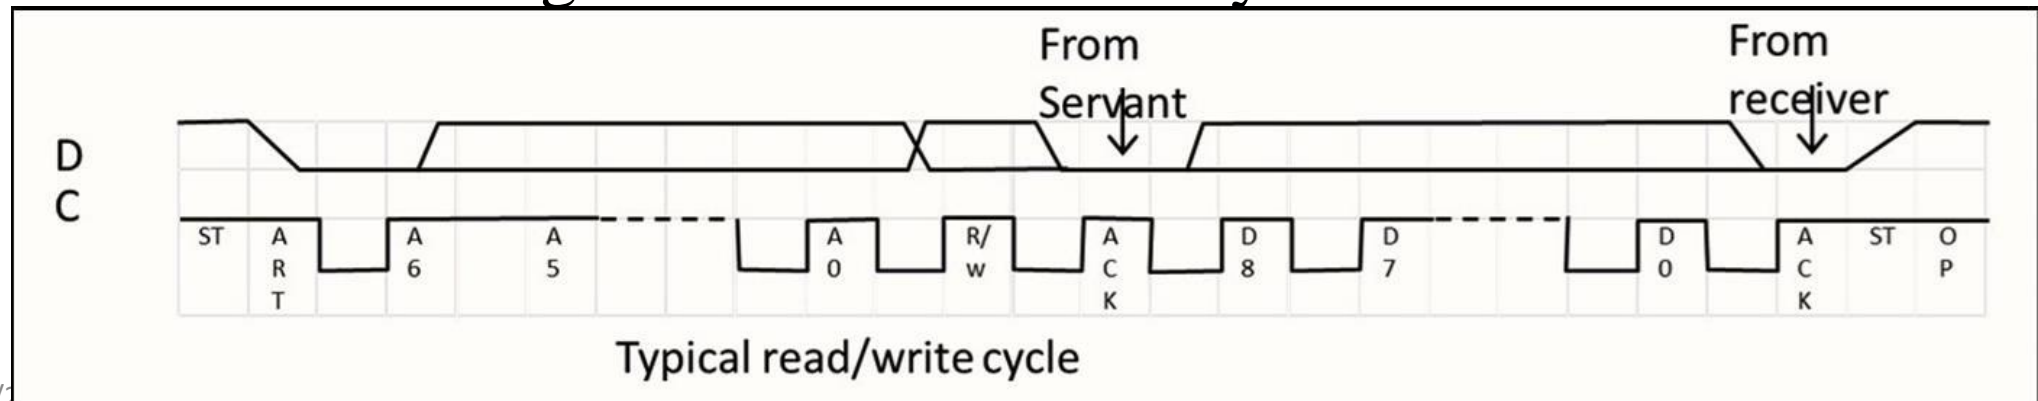 From
Servant
From
receiver
D
C
ST A R T A 6 A 5 A 0 R/ w A C K D 8 D 7 D 0 A C K ST O P
Typical read/write cycle